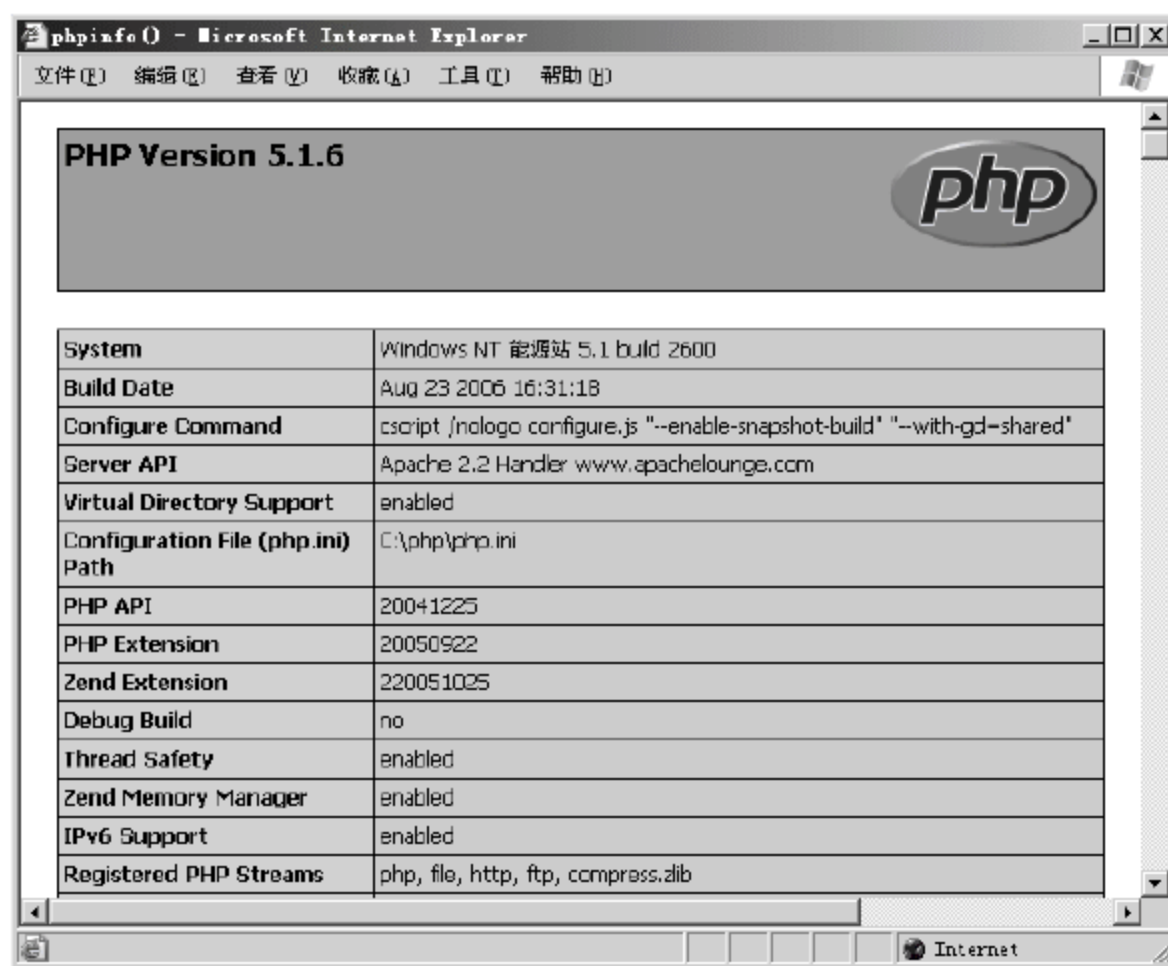 phpinfo() - Microsoft Internet Explorer
文件(F) 编辑(E) 查看(V) 收藏(A) 工具(T) 帮助(H)
PHP Version 5.1.6
php
System Windows NT 能源站 5.1 build 2600
Build Date Aug 23 2006 16:31:18
Configure Command cscript /nologo configure.js "--enable-snapshot-build" "--with-gd=shared"
Server API Apache 2.2 Handler www.apachelounge.com
Virtual Directory Support enabled
Configuration File (php.ini) C:\php\php.ini
Path
PHP API 20041225
PHP Extension 20050922
Zend Extension 220051025
Debug Build no
Thread Safety enabled
Zend Memory Manager enabled
IPv6 Support enabled
Registered PHP Streams php, file, http, ftp, compress.zlib
Internet